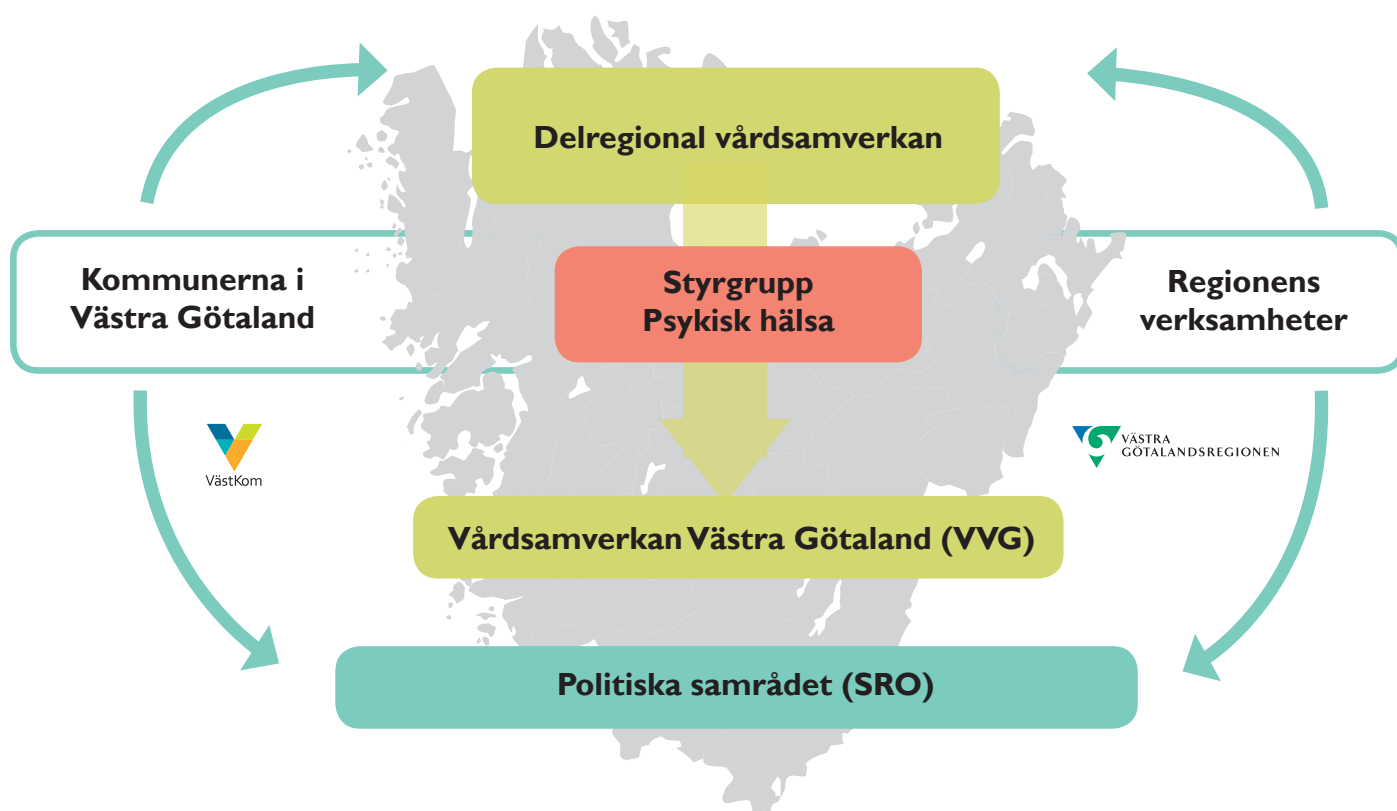 Delregional vårdsamverkan
Kommunerna i
Västra Götaland
Styrgrupp
Psykisk hälsa
Regionens
verksamheter
VästKom
VÄSTRA
GÖTALANDSREGIONEN
Vårdsamverkan Västra Götaland (VVG)
Politiska samrådet (SRO)